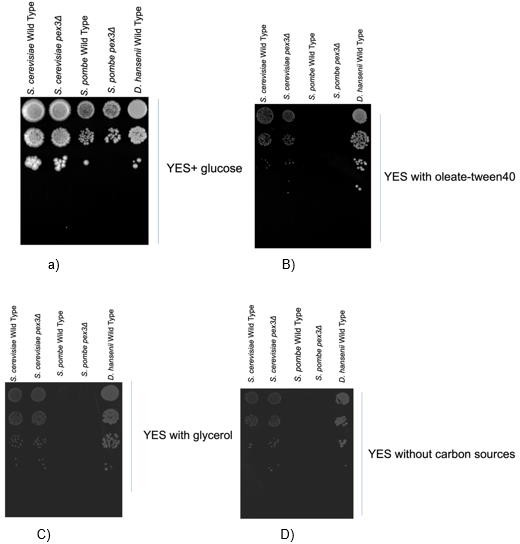 S. cerevisiae Wild Type
S. cerevisiae pex3Δ
S. pombe Wild Type
S. pombe pex3Δ
D. hansenii Wild Type
YES+ glucose
a)
S. cerevisiae Wild Type
S. cerevisiae pex3Δ
S. pombe Wild Type
S. pombe pex3Δ
D. hansenii Wild Type
YES with oleate-tween40
B)
S. cerevisiae Wild Type
S. cerevisiae pex3Δ
S. pombe Wild Type
S. pombe pex3Δ
D. hansenii Wild Type
YES with glycerol
C)
S. cerevisiae Wild Type
S. cerevisiae pex3Δ
S. pombe Wild Type
S. pombe pex3Δ
D. hansenii Wild Type
YES without carbon sources
D)